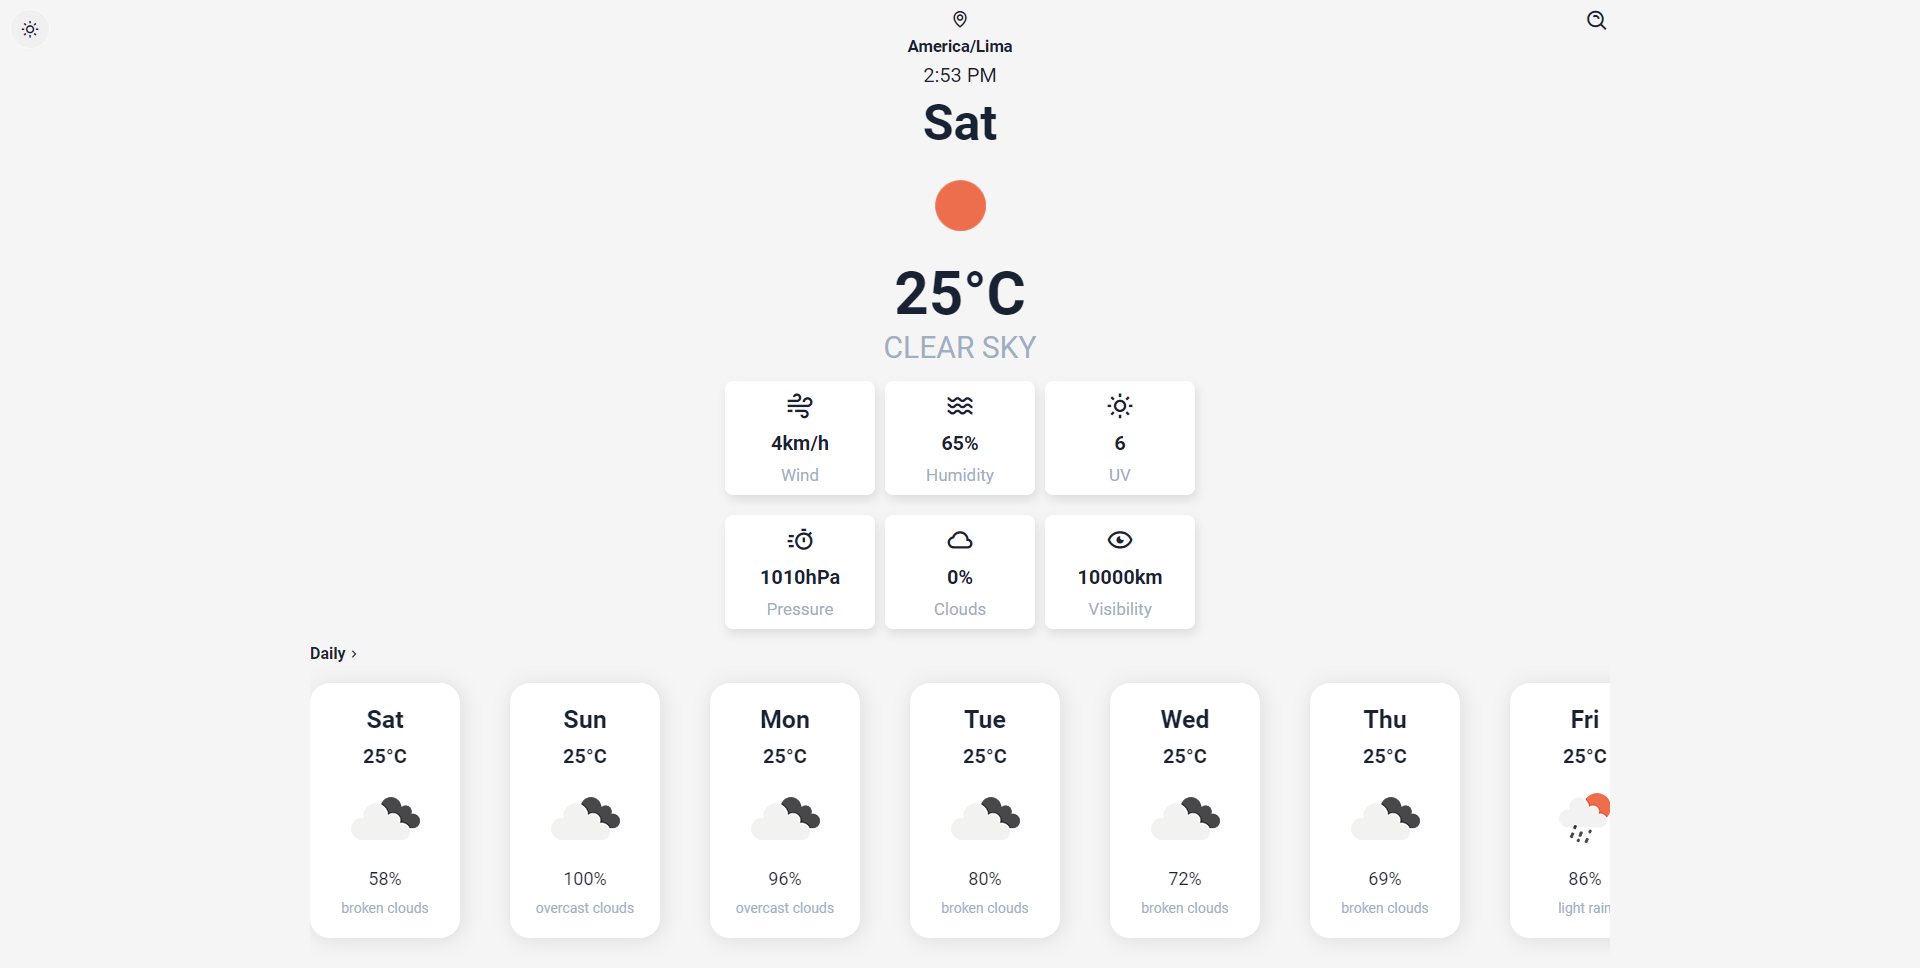 America/Lima
2:53 PM
Sat
25°C
CLEAR SKY
4km/h
Wind
65%
Humidity
6
UV
1010hPa
Pressure
0%
Clouds
10000km
Visibility
Daily ›
Sat
25°C
58%
broken clouds
Sun
25°C
100%
overcast clouds
Mon
25°C
96%
overcast clouds
Tue
25°C
80%
broken clouds
Wed
25°C
72%
broken clouds
Thu
25°C
69%
broken clouds
Fri
25°C
86%
light rain